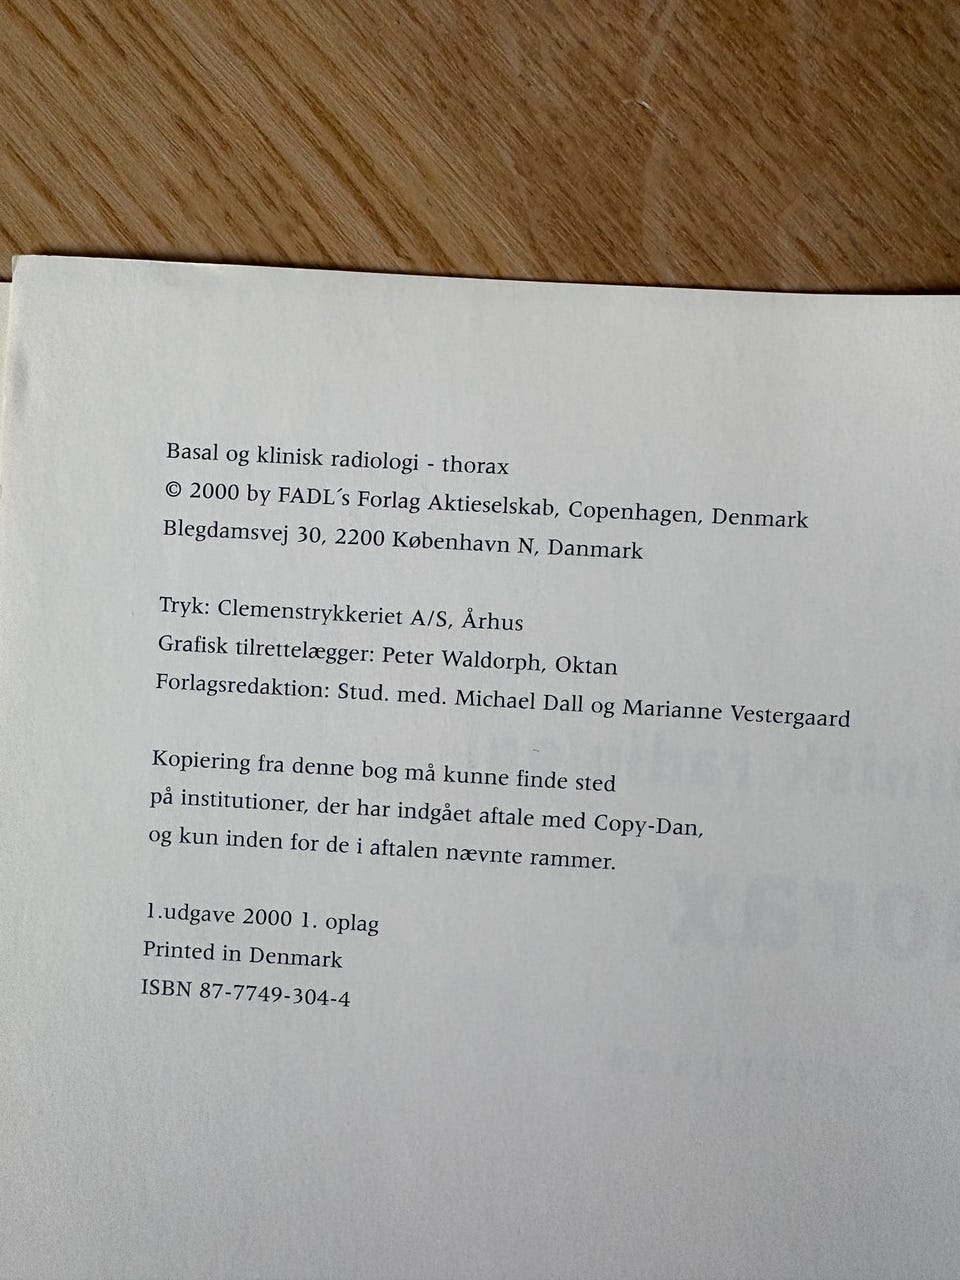 Basal og klinisk radiologi - thorax
© 2000 by FADL´s Forlag Aktieselskab, Copenhagen, Denmark
Blegdamsvej 30, 2200 København N, Danmark
Tryk: Clemenstrykkeriet A/S, Århus
Grafisk tilrettelægger: Peter Waldorph, Oktan
Forlagsredaktion: Stud. med. Michael Dall og Marianne Vestergaard
Kopiering fra denne bog må kunne finde sted
på institutioner, der har indgået aftale med Copy-Dan,
og kun inden for de i aftalen nævnte rammer.
1.udgave 2000 1. oplag
Printed in Denmark
ISBN 87-7749-304-4